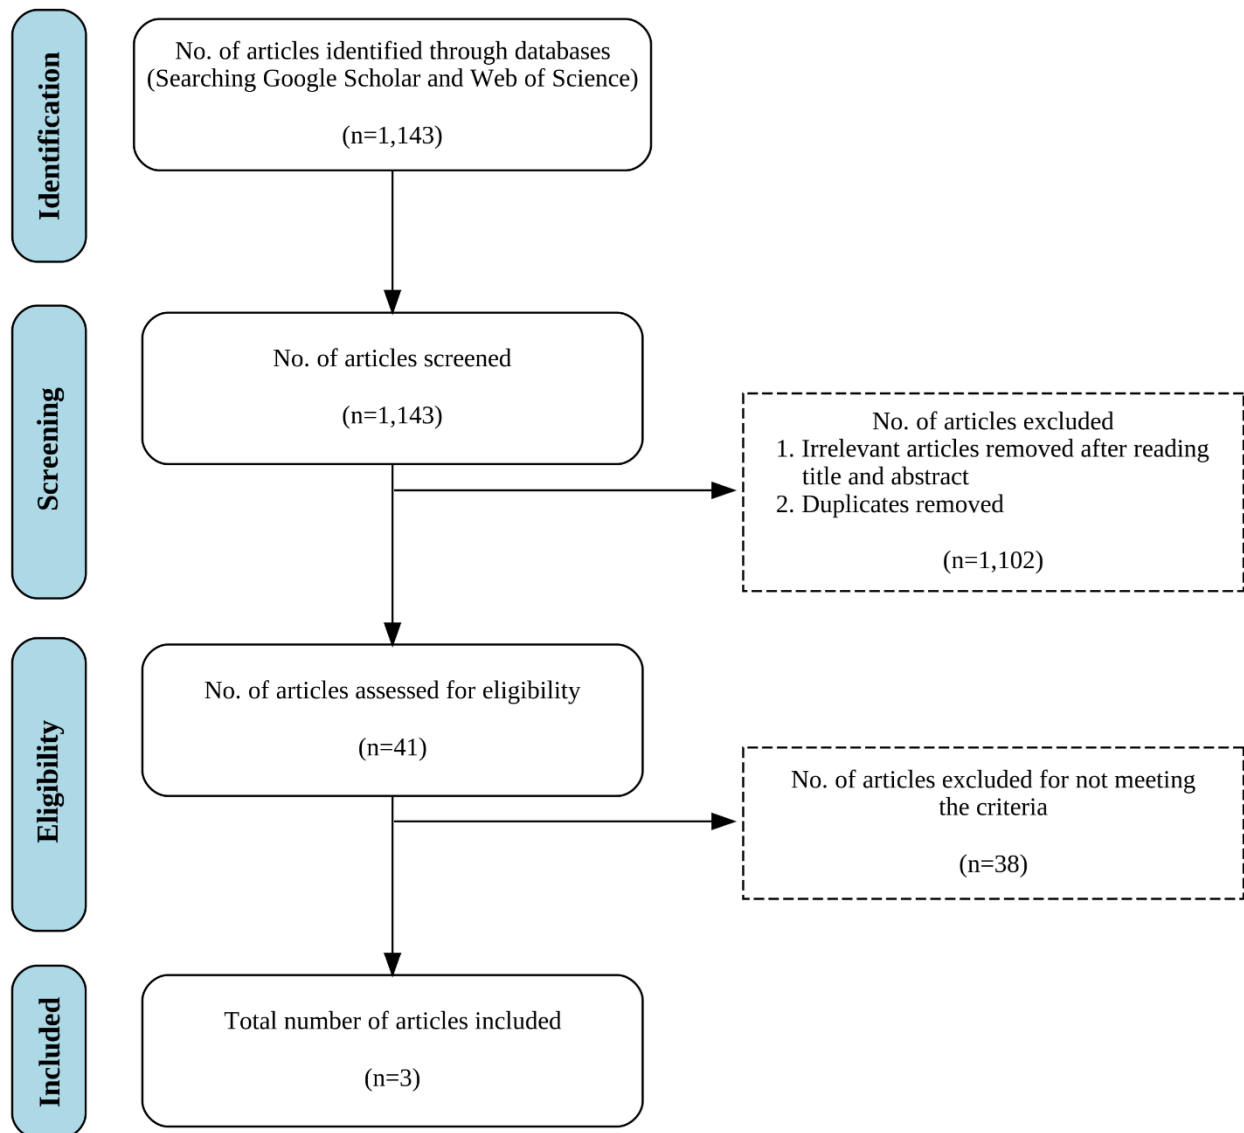 Identification
No. of articles identified through databases
(Searching Google Scholar and Web of Science)
(n=1,143)
Screening
No. of articles screened
(n=1,143)
No. of articles excluded
1. Irrelevant articles removed after reading
title and abstract
2. Duplicates removed
(n=1,102)
Eligibility
No. of articles assessed for eligibility
(n=41)
No. of articles excluded for not meeting
the criteria
(n=38)
Included
Total number of articles included
(n=3)